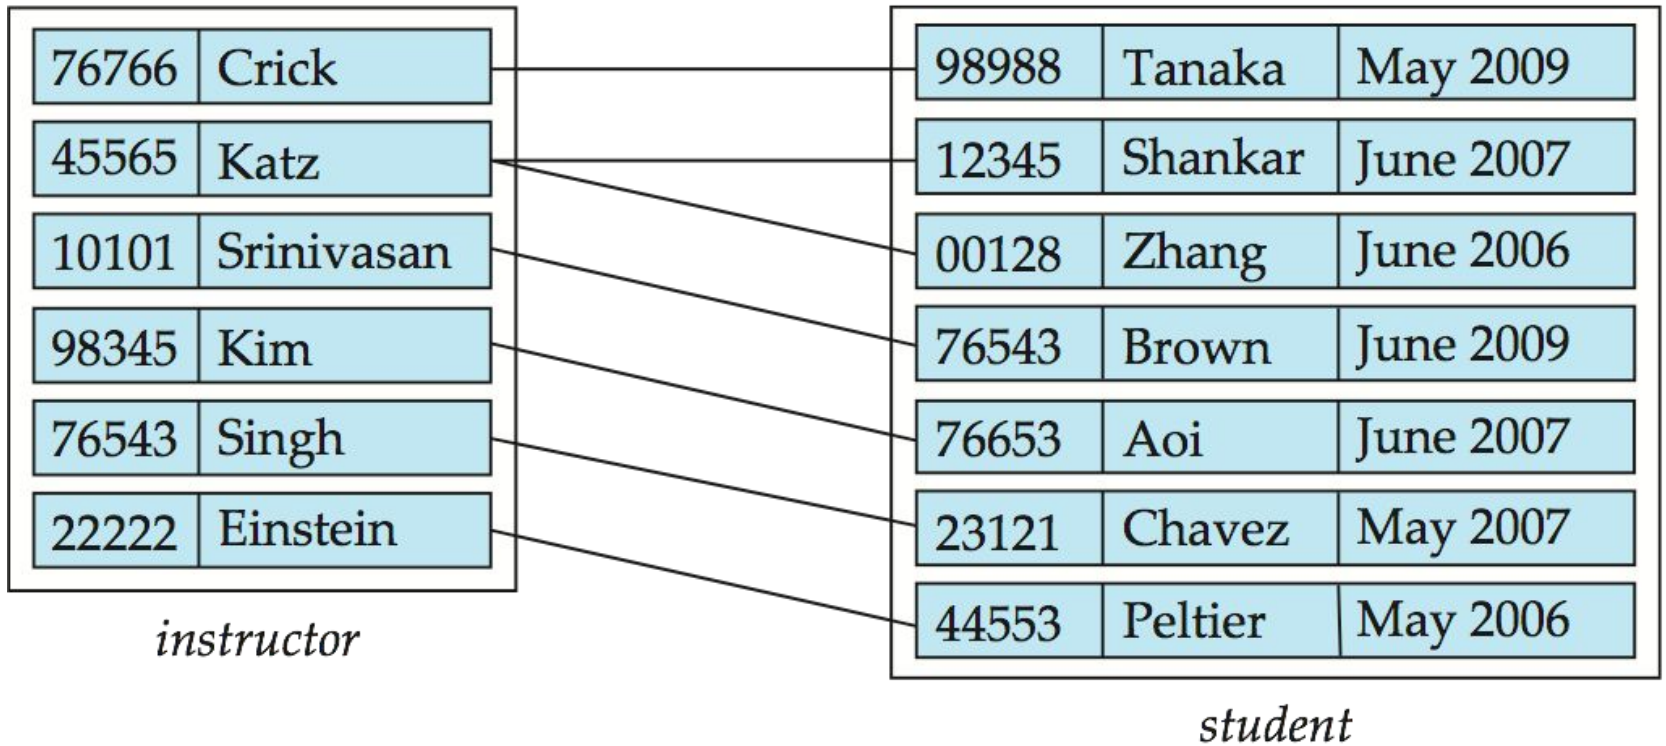 76766 Crick
45565 Katz
10101 Srinivasan
98345 Kim
76543 Singh
22222 Einstein
instructor
98988 Tanaka May 2009
12345 Shankar June 2007
00128 Zhang June 2006
76543 Brown June 2009
76653 Aoi June 2007
23121 Chavez May 2007
44553 Peltier May 2006
student